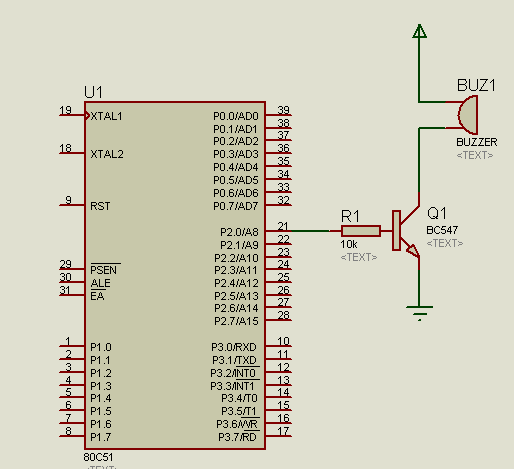 U1
19 XTAL1 P0.0/AD0 39
P0.1/AD1 38
P0.2/AD2 37
18 XTAL2 P0.3/AD3 36
P0.4/AD4 35
P0.5/AD5 34
P0.6/AD6 33
9 RST P0.7/AD7 32
P2.0/A8 21
P2.1/A9 22
P2.2/A10 23
29 PSEN P2.3/A11 24
30 ALE P2.4/A12 25
31 EA P2.5/A13 26
P2.6/A14 27
P2.7/A15 28
1 P1.0 P3.0/RXD 10
2 P1.1 P3.1/TXD 11
3 P1.2 P3.2/INT0 12
4 P1.3 P3.3/INT1 13
5 P1.4 P3.4/T0 14
6 P1.5 P3.5/T1 15
7 P1.6 P3.6/WR 16
8 P1.7 P3.7/RD 17
80C51
<TEXT>
R1
10k
<TEXT>
BUZ1
BUZZER
<TEXT>
Q1
BC547
<TEXT>